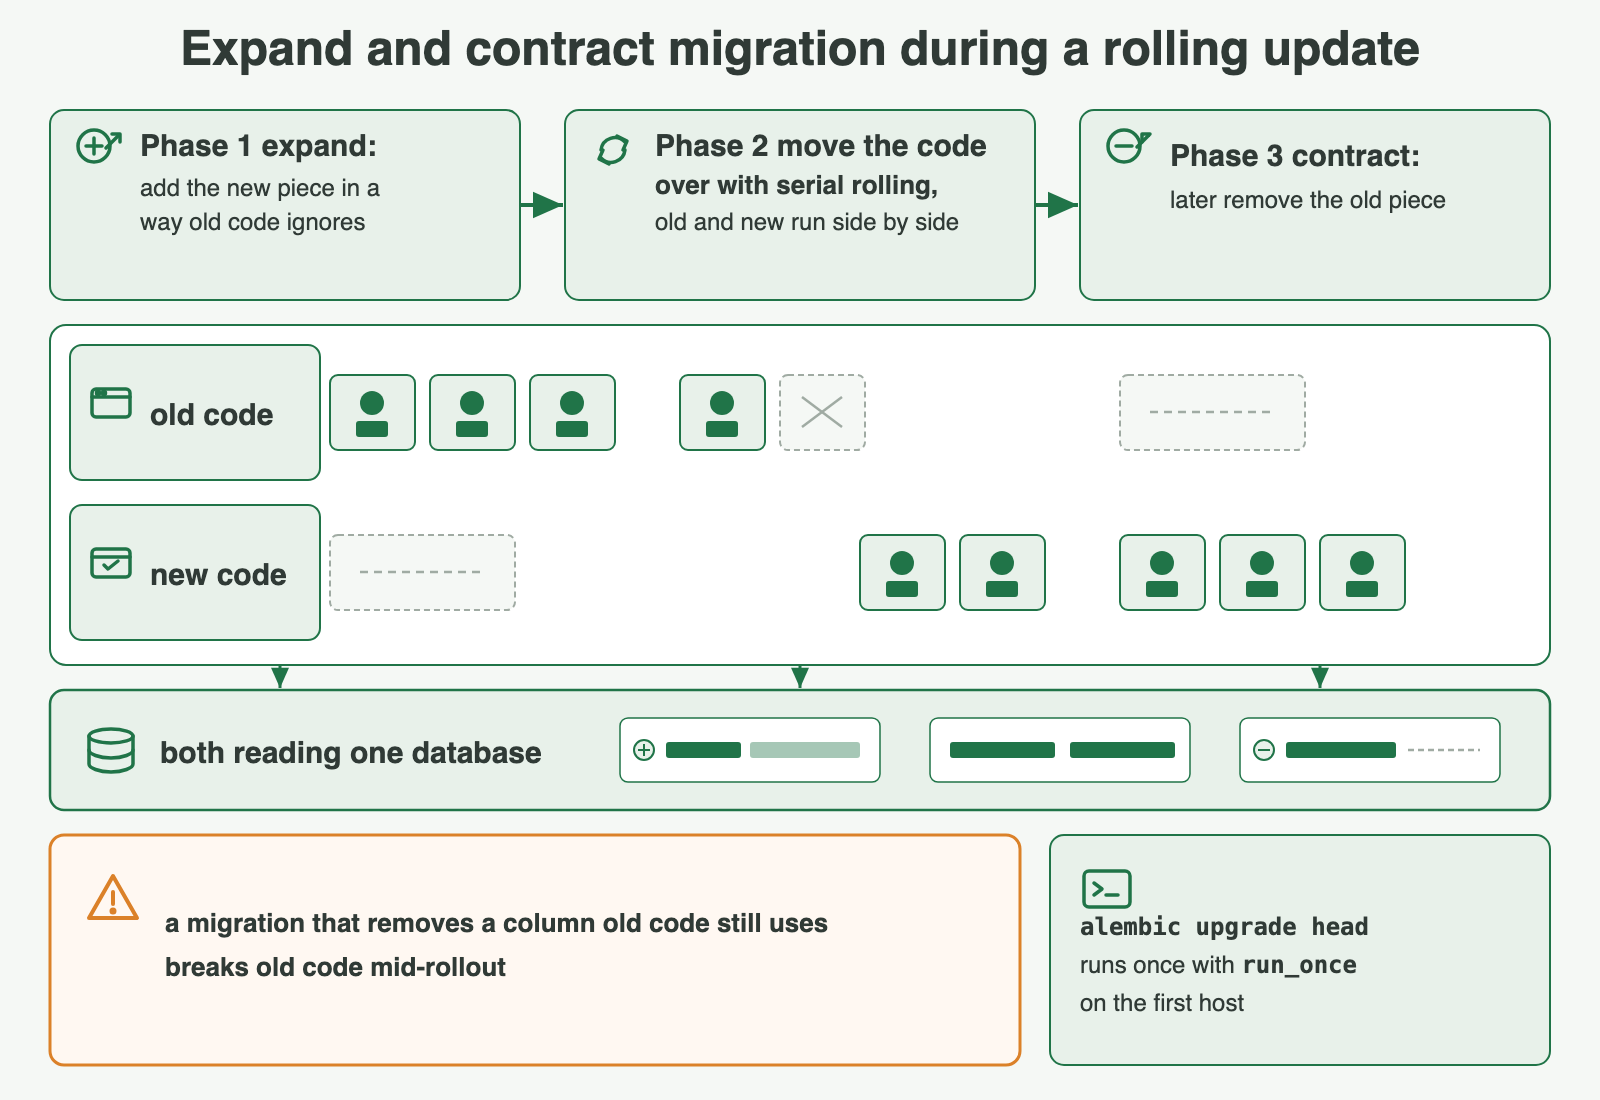 Expand and contract migration during a rolling update
Phase 1 expand:
add the new piece in a
way old code ignores
Phase 2 move the code
over with serial rolling,
old and new run side by side
Phase 3 contract:
later remove the old piece
old code
new code
both reading one database
a migration that removes a column old code still uses
breaks old code mid-rollout
alembic upgrade head
runs once with run_once
on the first host